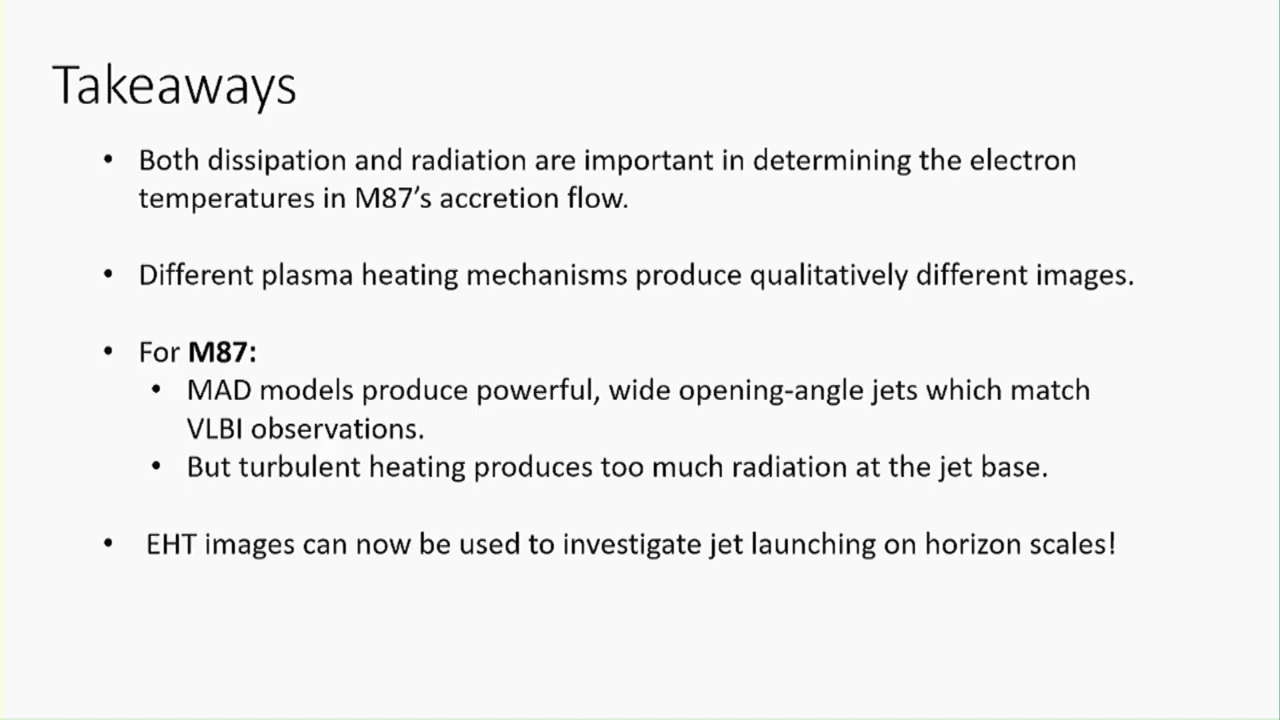 Takeaways
• Both dissipation and radiation are important in determining the electron
temperatures in M87’s accretion flow.
• Different plasma heating mechanisms produce qualitatively different images.
• For M87:
• MAD models produce powerful, wide opening-angle jets which match
VLBI observations.
• But turbulent heating produces too much radiation at the jet base.
• EHT images can now be used to investigate jet launching on horizon scales!